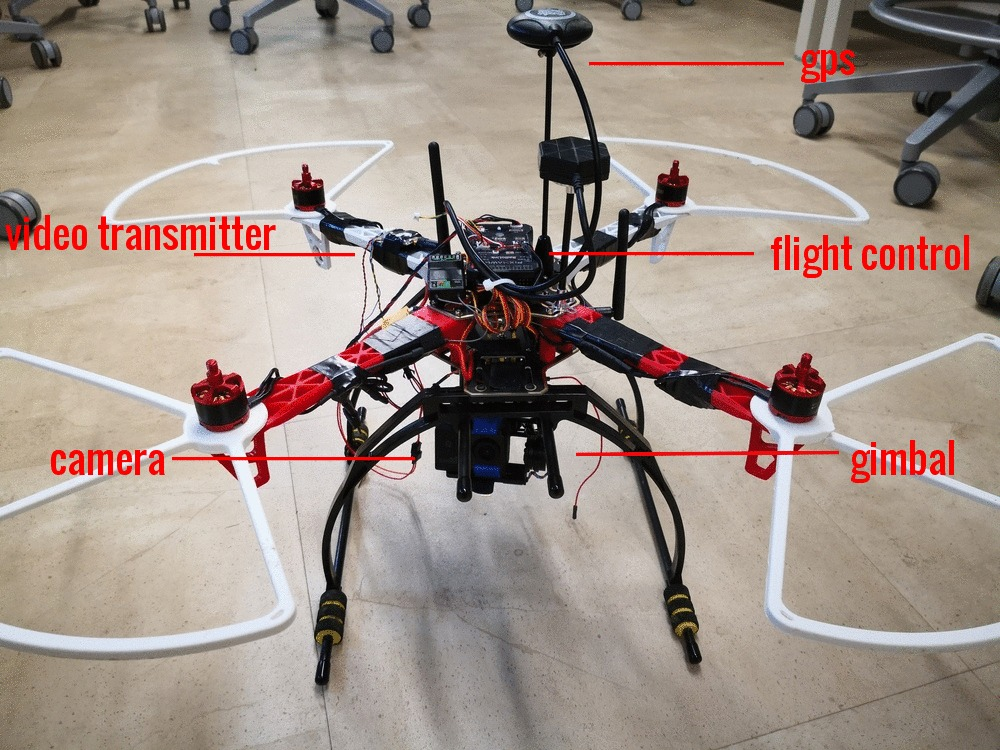 gps
video transmitter
flight control
camera
gimbal